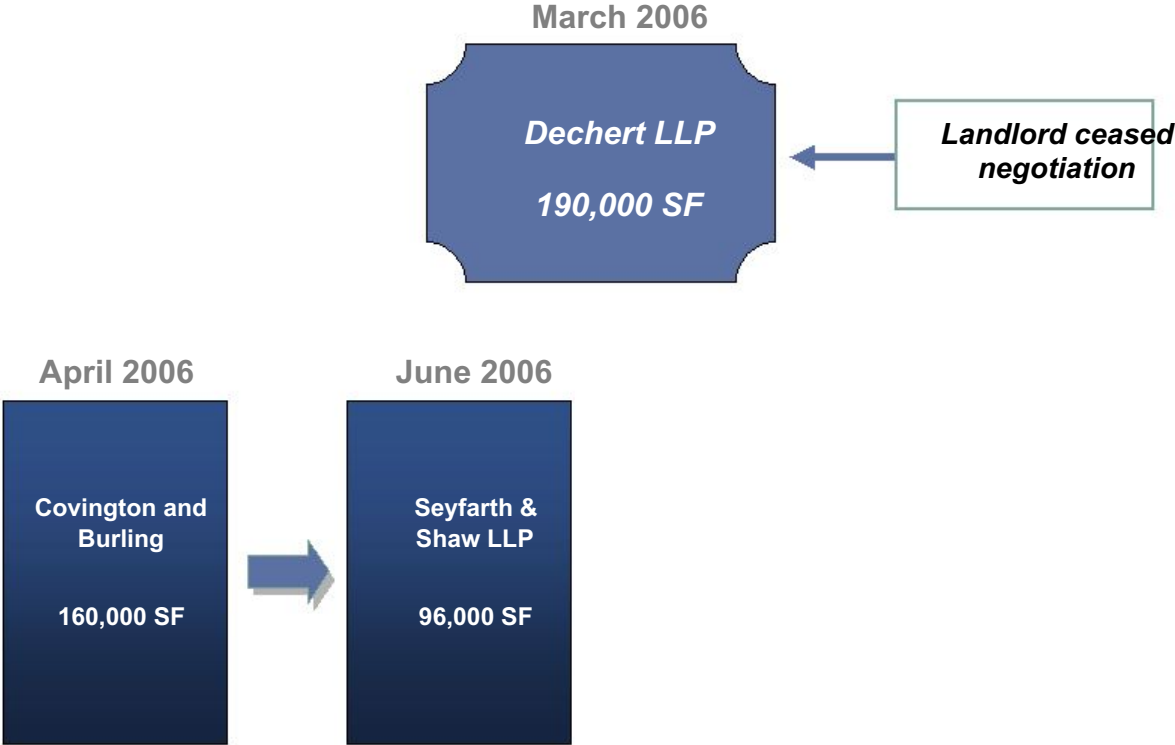 March 2006
Dechert LLP
190,000 SF
Landlord ceased
negotiation
April 2006
Covington and
Burling
160,000 SF
June 2006
Seyfarth &
Shaw LLP
96,000 SF